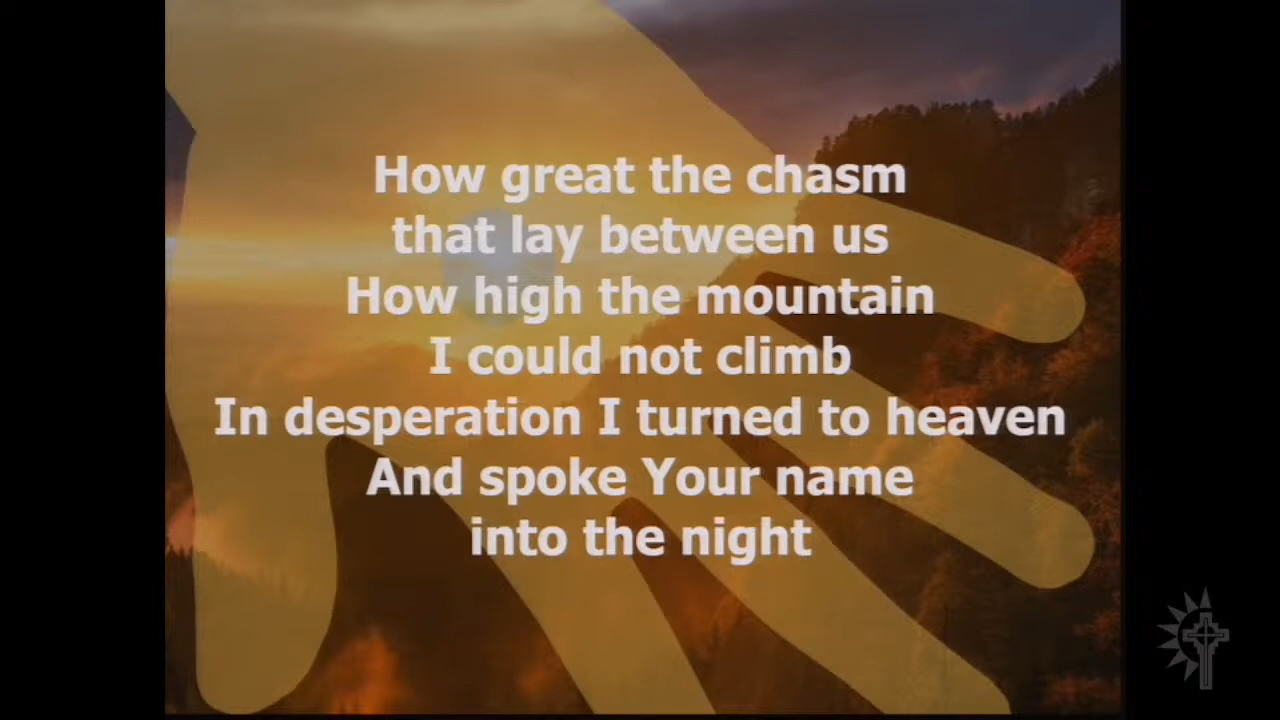 How great the chasm
that lay between us
How high the mountain
I could not climb
In desperation I turned to heaven
And spoke Your name
into the night